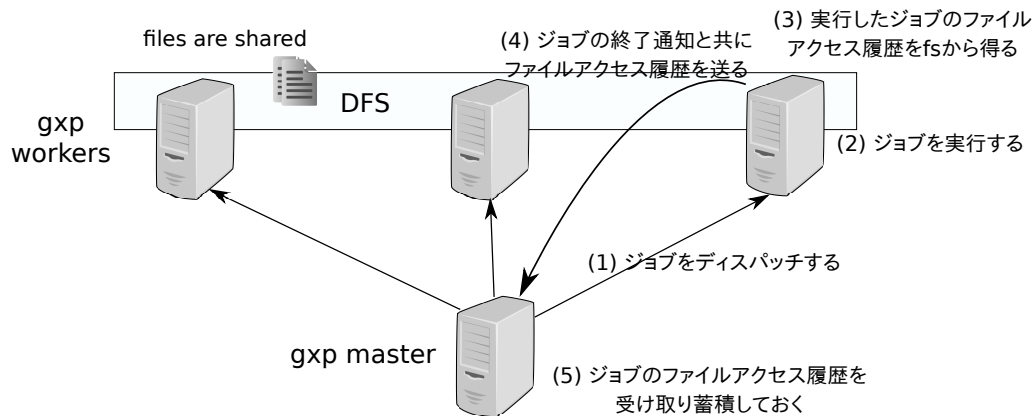 files are shared
(4) ジョブの終了通知と共に
ファイルアクセス履歴を送る
(3) 実行したジョブのファイル
アクセス履歴をfsから得る
DFS
gxp
workers
(2) ジョブを実行する
(1) ジョブをディスパッチする
gxp master
(5) ジョブのファイルアクセス履歴を
受け取り蓄積しておく